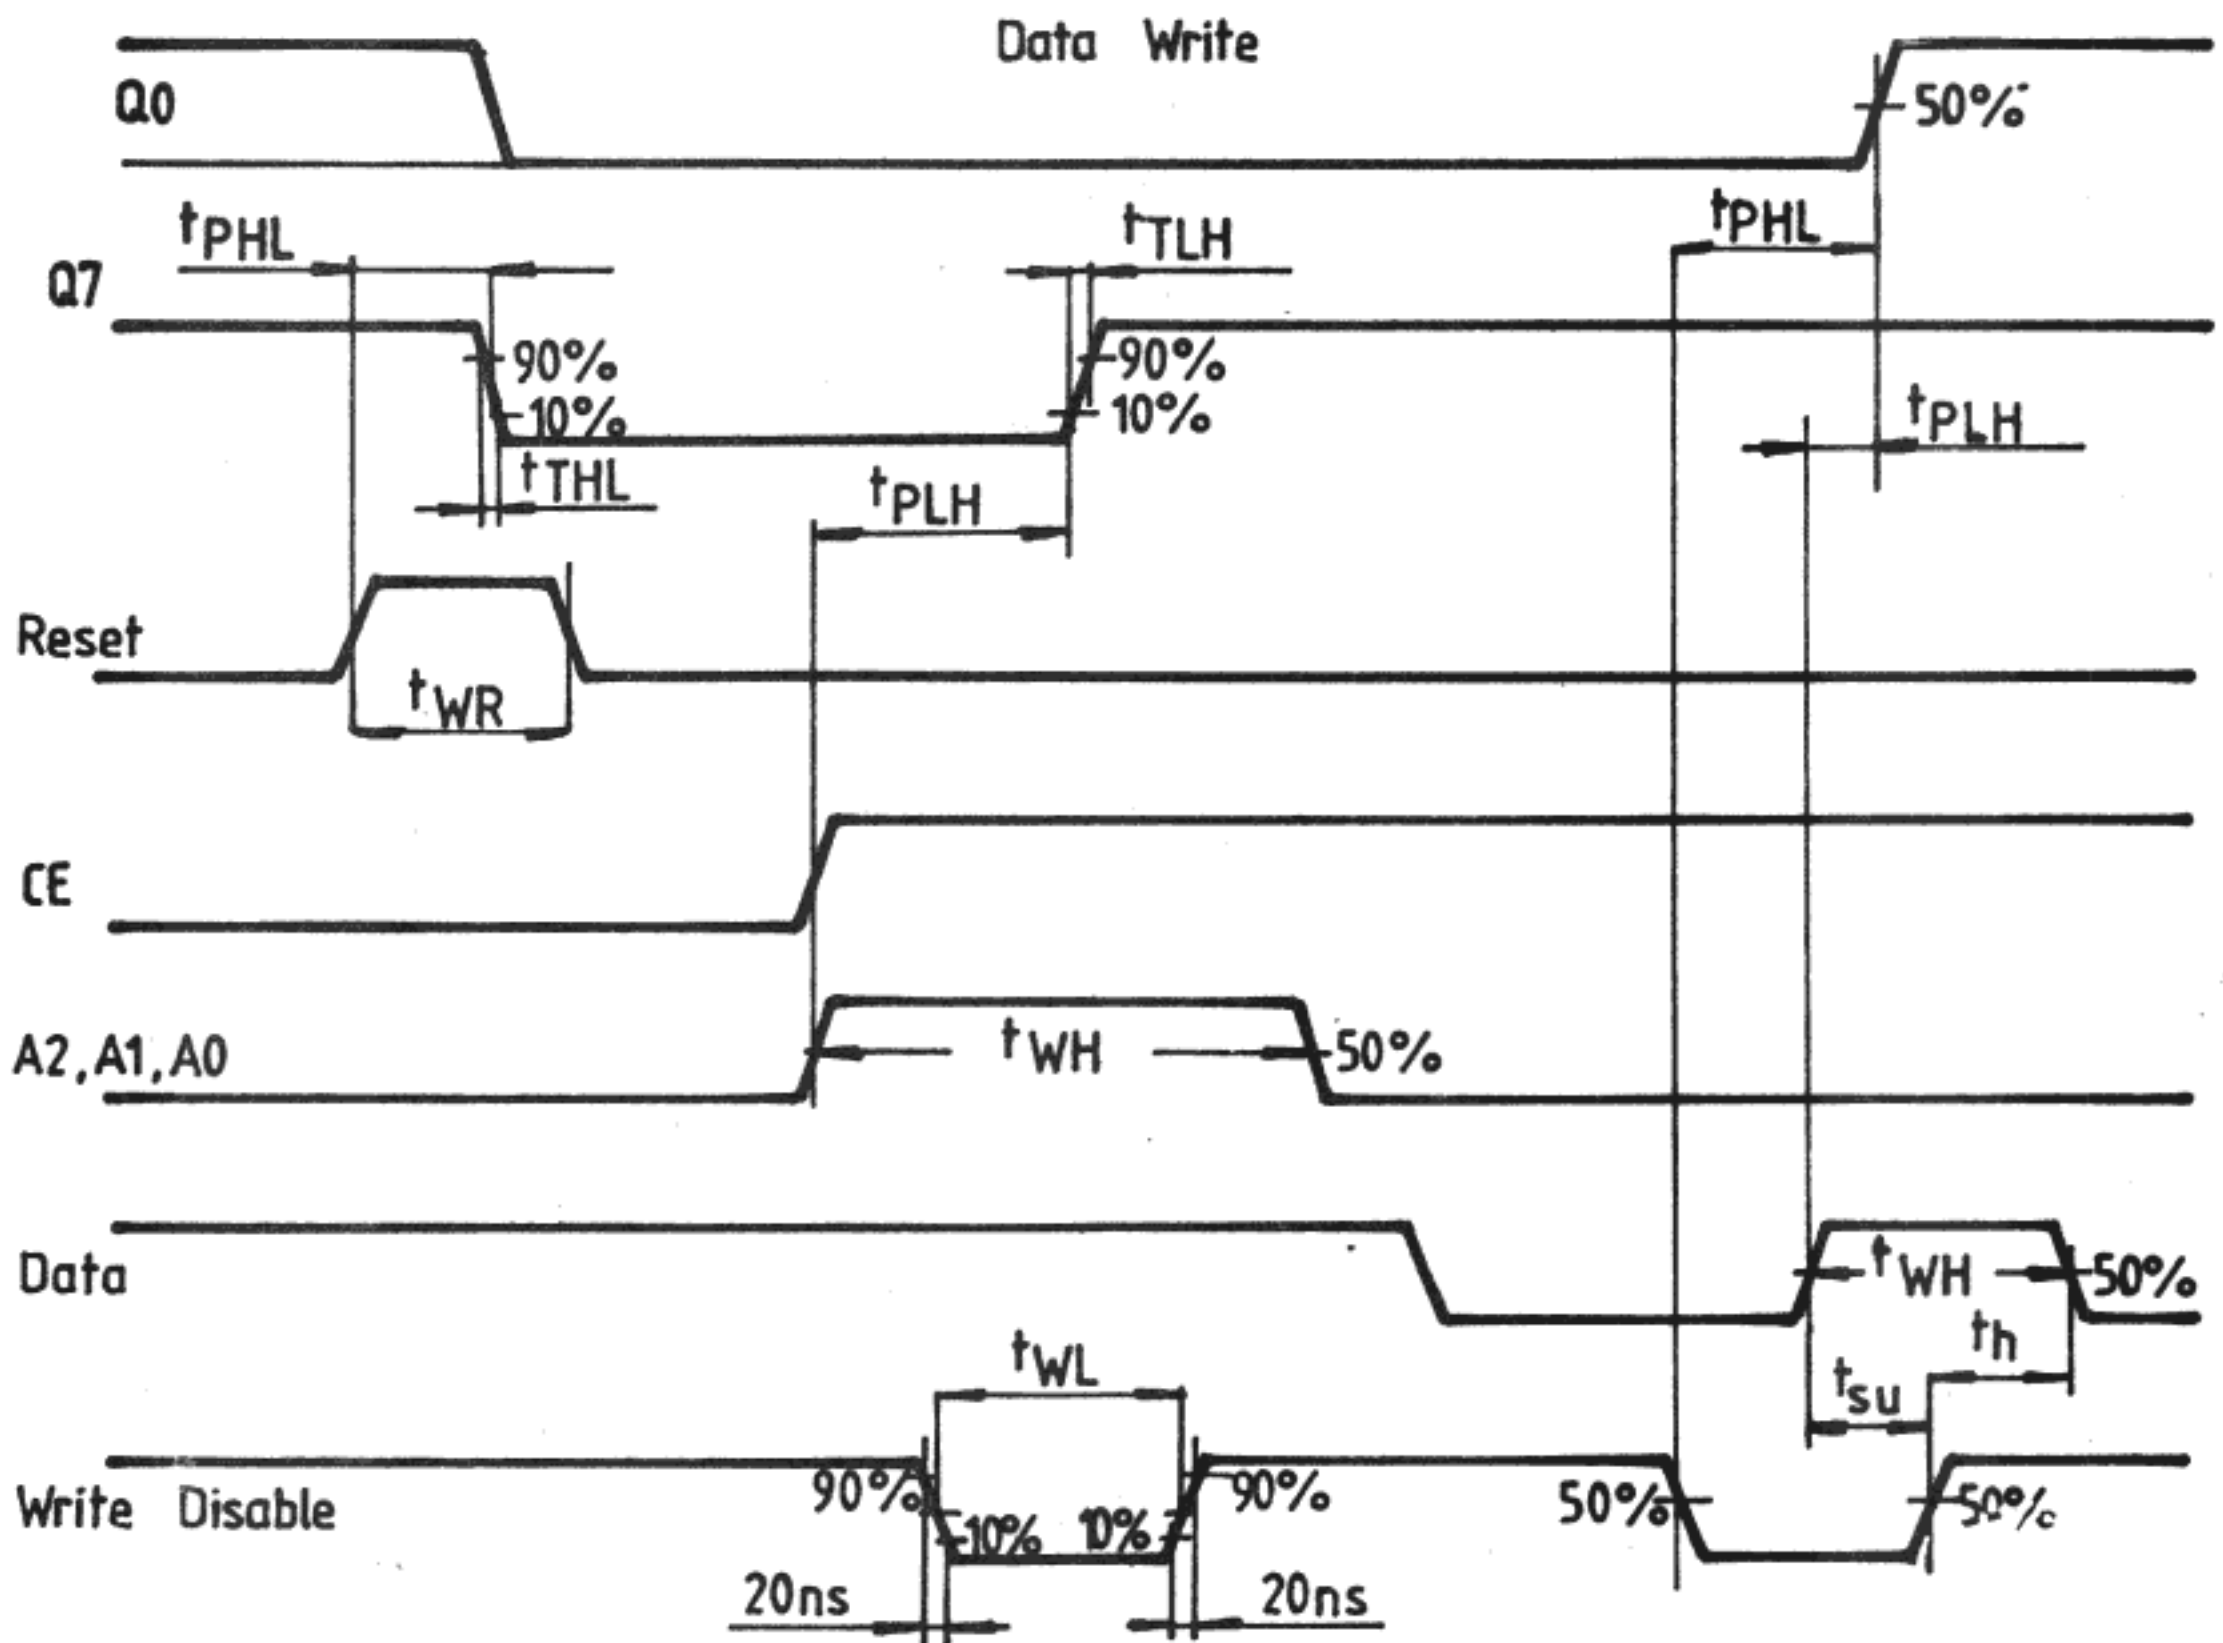 Data Write
Q0
50%
tPHL
tTLH
tPHL
Q7
90%
90%
10%
10%
tPLH
tTHL
tPLH
Reset
tWR
CE
A2, A1, A0
tWH
50%
Data
tWH
50%
th
tWL
tsu
Write Disable
90%
10%
10%
90%
50%
50%
20ns
20ns